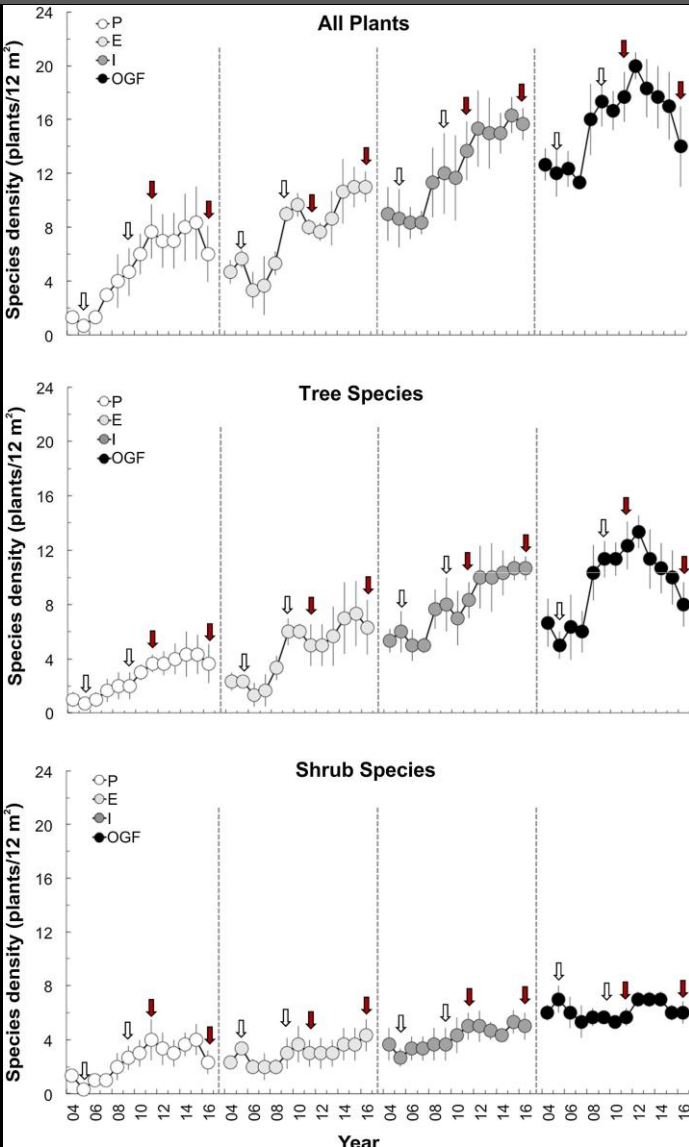 All Plants
P
E
I
OGF
Species density (plants/12 m²)
24
20
16
12
8
4
0
Tree Species
P
E
I
OGF
Species density (plants/12 m²)
24
20
16
12
8
4
0
Shrub Species
P
E
I
OGF
Species density (plants/12 m²)
24
20
16
12
8
4
0
04 06 08 10 12 14 16 04 06 08 10 12 14 16 04 06 08 10 12 14 16 04 06 08 10 12 14 16
Year